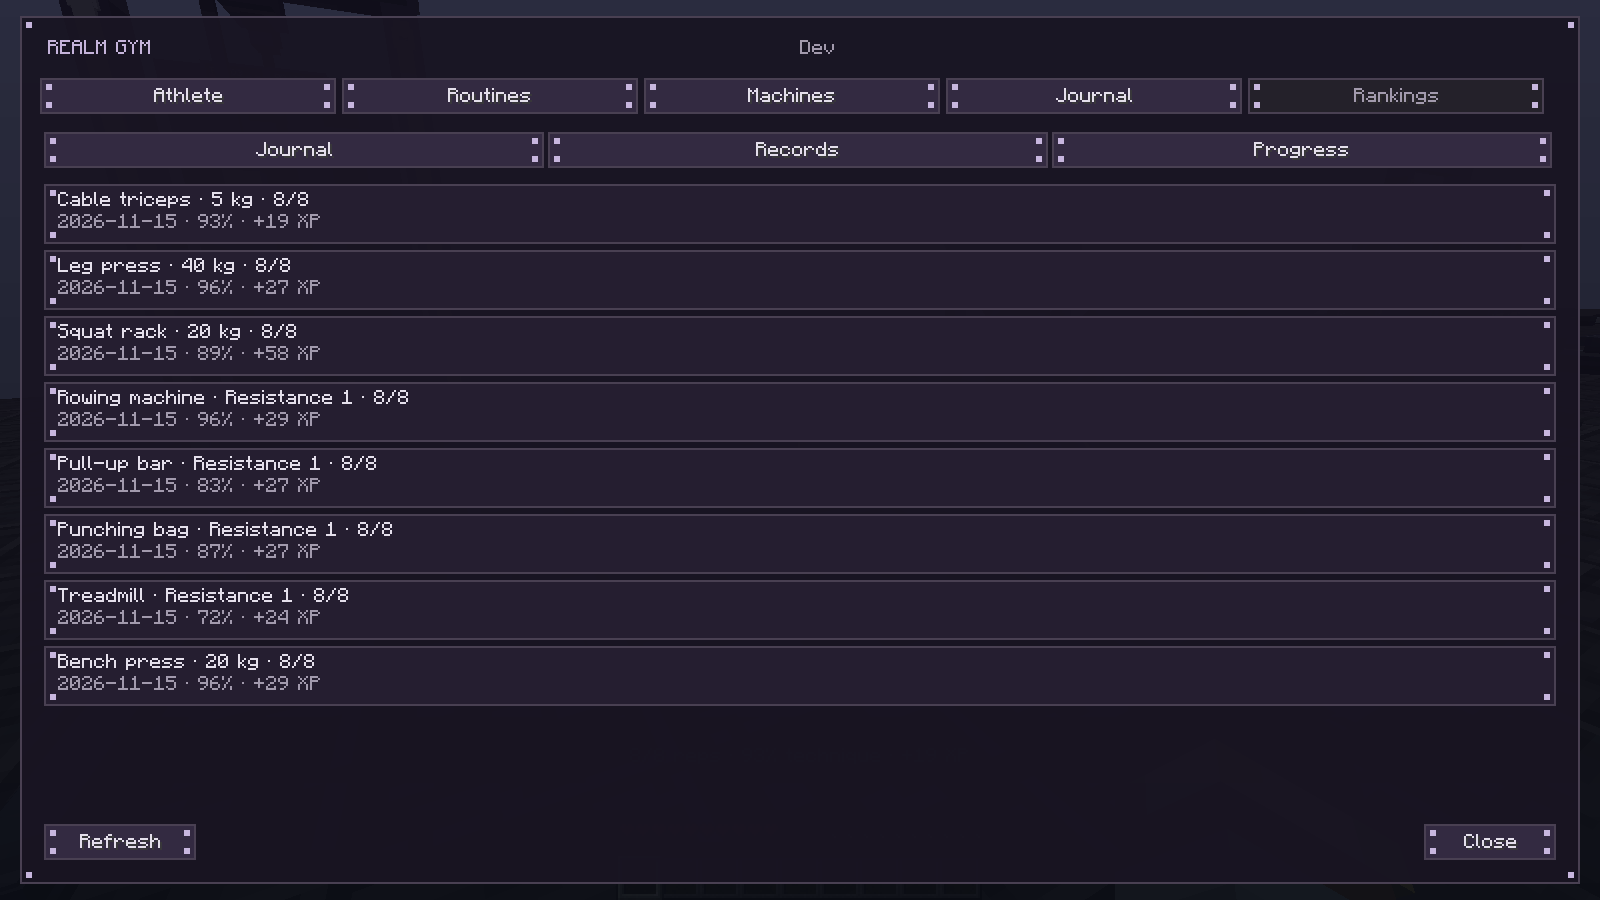 REALM GYM
Dev
Athlete
Routines
Machines
Journal
Rankings
Journal
Records
Progress
Cable triceps · 5 kg · 8/8
2026-11-15 · 93% · +19 XP
Leg press · 40 kg · 8/8
2026-11-15 · 96% · +27 XP
Squat rack · 20 kg · 8/8
2026-11-15 · 89% · +58 XP
Rowing machine · Resistance 1 · 8/8
2026-11-15 · 96% · +29 XP
Pull-up bar · Resistance 1 · 8/8
2026-11-15 · 83% · +27 XP
Punching bag · Resistance 1 · 8/8
2026-11-15 · 87% · +27 XP
Treadmill · Resistance 1 · 8/8
2026-11-15 · 72% · +24 XP
Bench press · 20 kg · 8/8
2026-11-15 · 96% · +29 XP
Refresh
Close